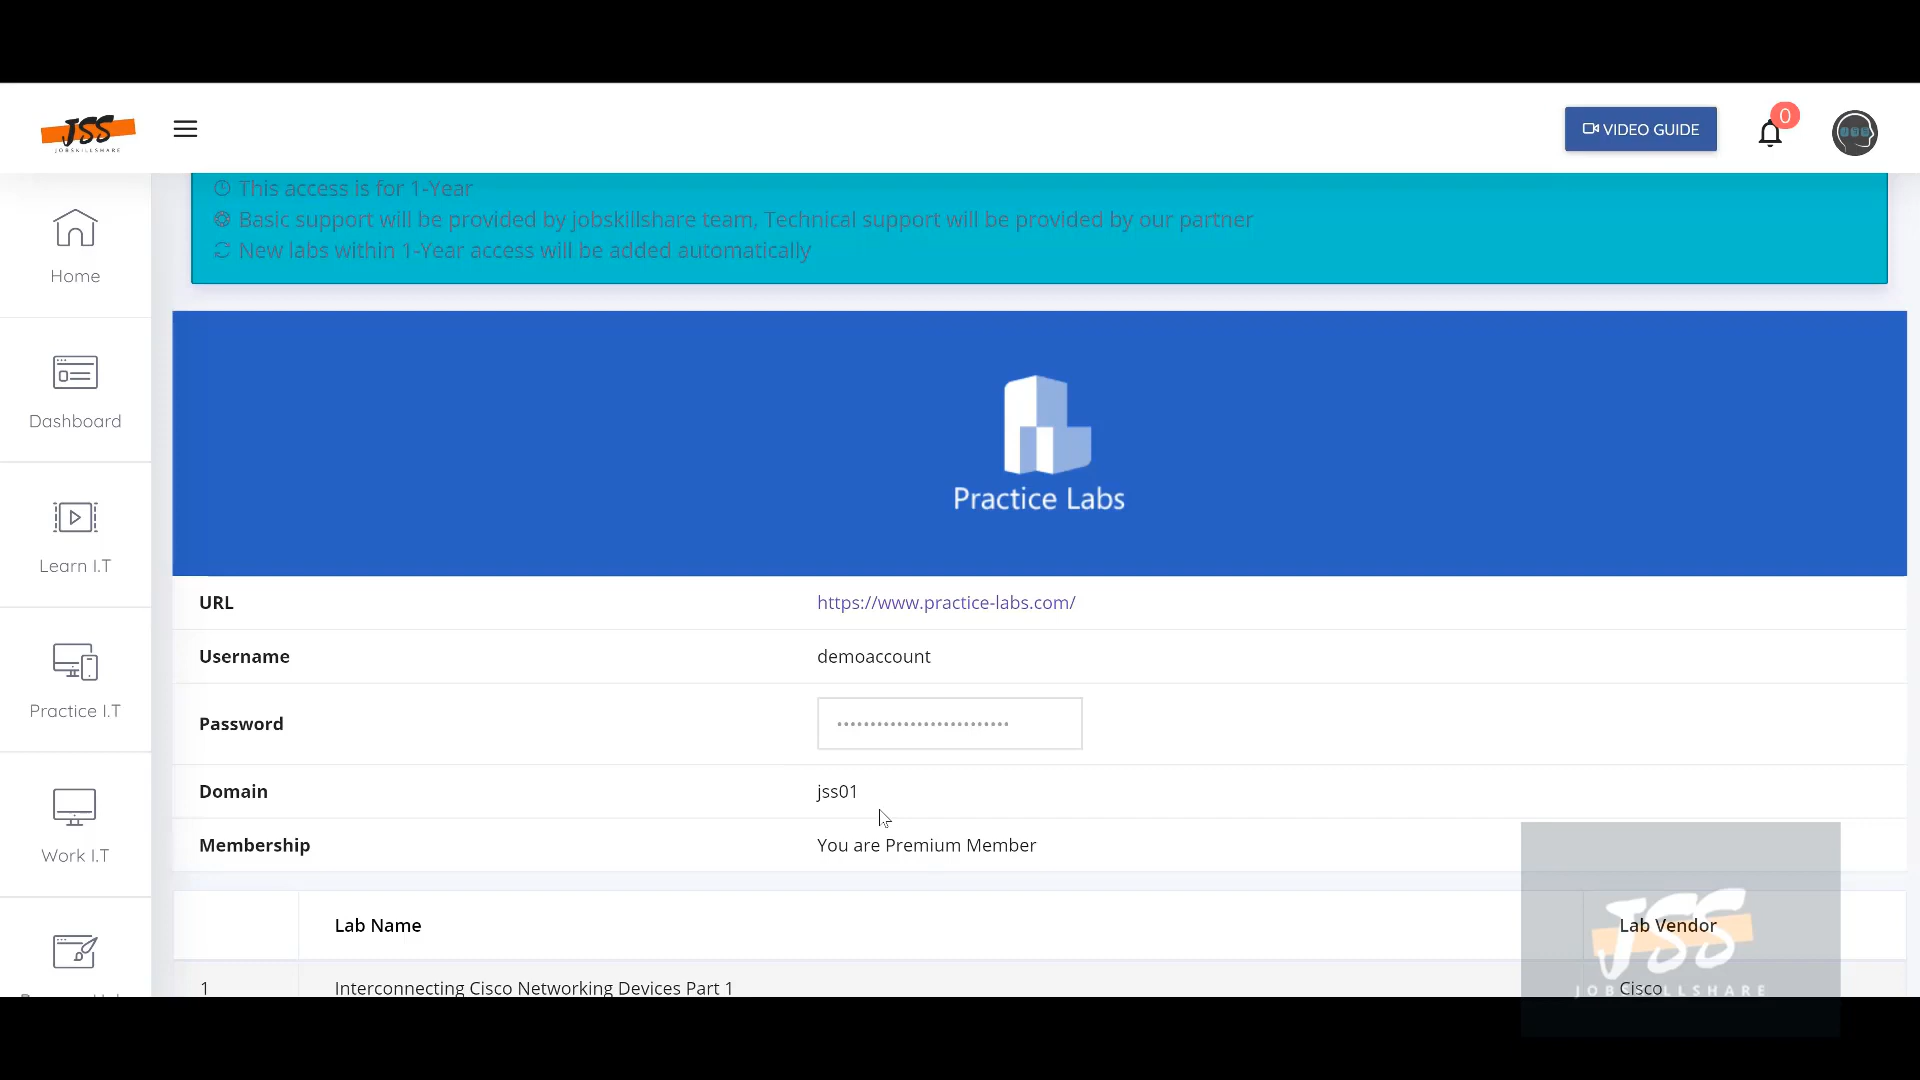 JSS
JOBSKILLSHARE
VIDEO GUIDE
0
This access is for 1-Year
Basic support will be provided by jobskillshare team, Technical support will be provided by our partner
New labs within 1-Year access will be added automatically
Home
Dashboard
Learn I.T
Practice I.T
Work I.T
Practice Labs
URL https://www.practice-labs.com/
Username demoaccount
Password
Domain jss01
Membership You are Premium Member
Lab Name Lab Vendor
1 Interconnecting Cisco Networking Devices Part 1 Cisco
JSS
JOBSKILLSHARE